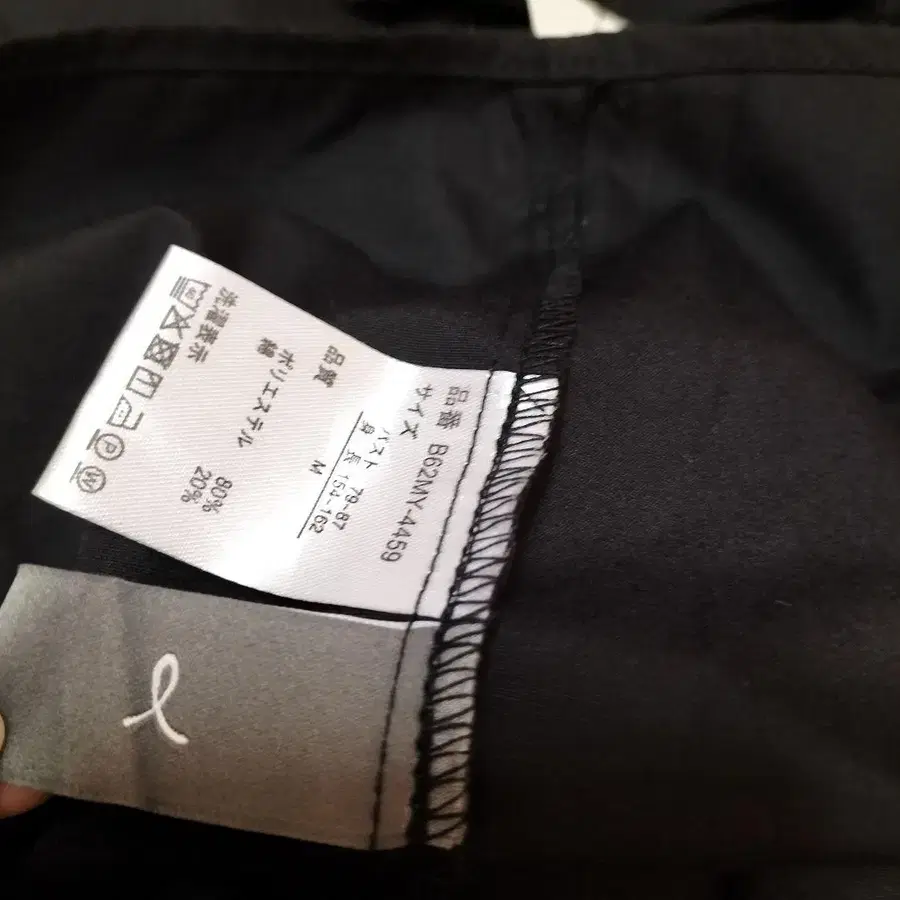 品番 B62MY-4459
サイズ
バスト 79-87
身長 154-162
M
品質
ポリエステル 80%
綿 20%
洗濯表示
P W